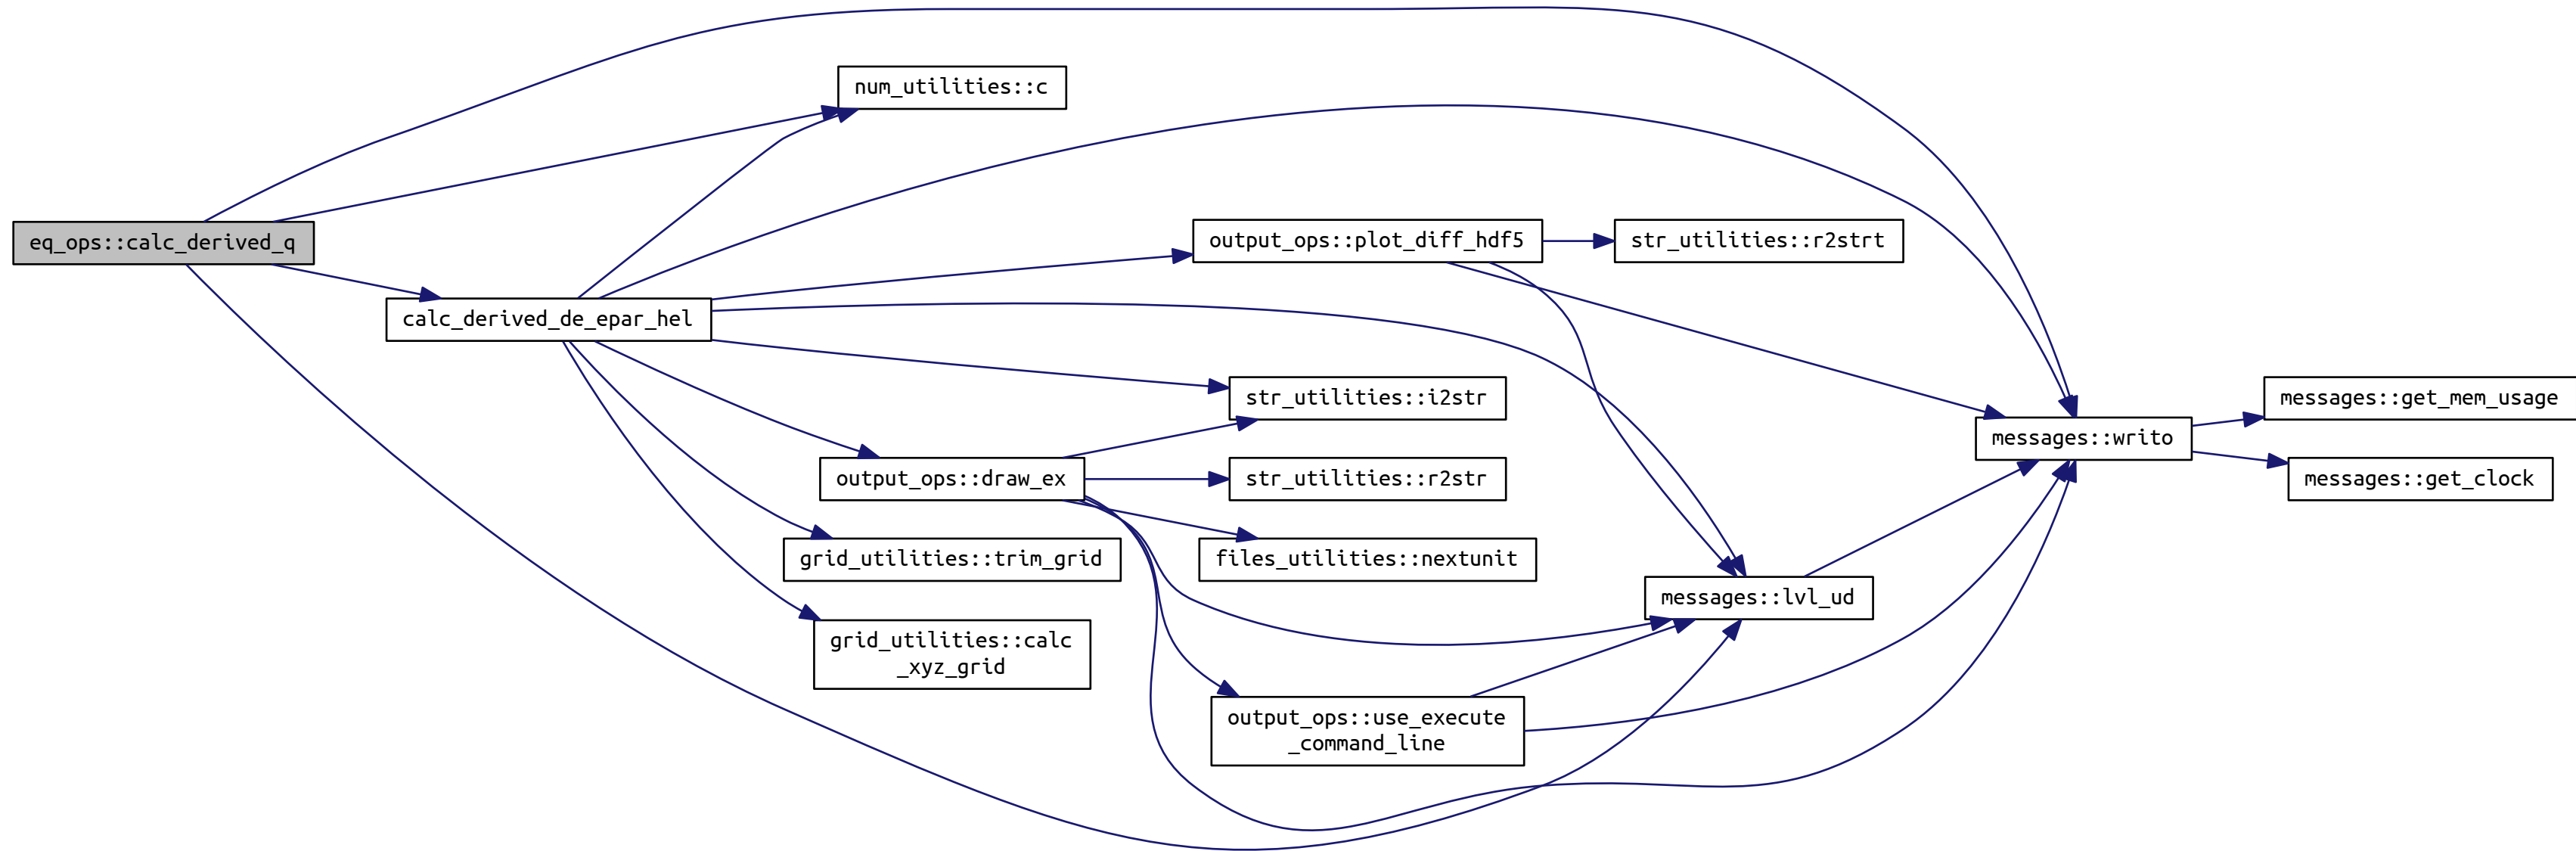 num_utilities::c
eq_ops::calc_derived_q
output_ops::plot_diff_hdf5
str_utilities::r2strt
calc_derived_de_epar_hel
str_utilities::i2str
messages::get_mem_usage
messages::writo
output_ops::draw_ex
str_utilities::r2str
messages::get_clock
grid_utilities::trim_grid
files_utilities::nextunit
messages::lvl_ud
grid_utilities::calc
_xyz_grid
output_ops::use_execute
_command_line